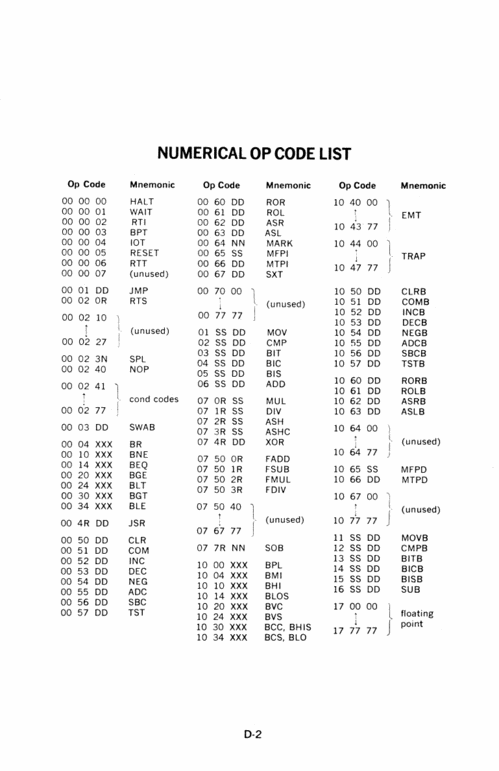 NUMERICAL OP CODE LIST
Op Code Mnemonic
00 00 00 HALT
00 00 01 WAIT
00 00 02 RTI
00 00 03 BPT
00 00 04 IOT
00 00 05 RESET
00 00 06 RTT
00 00 07 (unused)
00 01 DD JMP
00 02 0R RTS
00 02 10
↑ ↓ (unused)
00 02 27
00 02 3N SPL
00 02 40 NOP
00 02 41
↑ ↓ cond codes
00 02 77
00 03 DD SWAB
00 04 XXX BR
00 10 XXX BNE
00 14 XXX BEQ
00 20 XXX BGE
00 24 XXX BLT
00 30 XXX BGT
00 34 XXX BLE
00 4R DD JSR
00 50 DD CLR
00 51 DD COM
00 52 DD INC
00 53 DD DEC
00 54 DD NEG
00 55 DD ADC
00 56 DD SBC
00 57 DD TST
Op Code Mnemonic
00 60 DD ROR
00 61 DD ROL
00 62 DD ASR
00 63 DD ASL
00 64 NN MARK
00 65 SS MFPI
00 66 DD MTPI
00 67 DD SXT
00 70 00
↑ ↓ (unused)
00 77 77
01 SS DD MOV
02 SS DD CMP
03 SS DD BIT
04 SS DD BIC
05 SS DD BIS
06 SS DD ADD
07 0R SS MUL
07 1R SS DIV
07 2R SS ASH
07 3R SS ASHC
07 4R DD XOR
07 50 0R FADD
07 50 1R FSUB
07 50 2R FMUL
07 50 3R FDIV
07 50 40
↑ ↓ (unused)
07 67 77
07 7R NN SOB
10 00 XXX BPL
10 04 XXX BMI
10 10 XXX BHI
10 14 XXX BLOS
10 20 XXX BVC
10 24 XXX BVS
10 30 XXX BCC, BHIS
10 34 XXX BCS, BLO
Op Code Mnemonic
10 40 00
↑ ↓ EMT
10 43 77
10 44 00
↑ ↓ TRAP
10 47 77
10 50 DD CLRB
10 51 DD COMB
10 52 DD INCB
10 53 DD DECB
10 54 DD NEGB
10 55 DD ADCB
10 56 DD SBCB
10 57 DD TSTB
10 60 DD RORB
10 61 DD ROLB
10 62 DD ASRB
10 63 DD ASLB
10 64 00
↑ ↓ (unused)
10 64 77
10 65 SS MFPD
10 66 DD MTPD
10 67 00
↑ ↓ (unused)
10 77 77
11 SS DD MOVB
12 SS DD CMPB
13 SS DD BITB
14 SS DD BICB
15 SS DD BISB
16 SS DD SUB
17 00 00
↑ ↓ floating
point
17 77 77
D-2